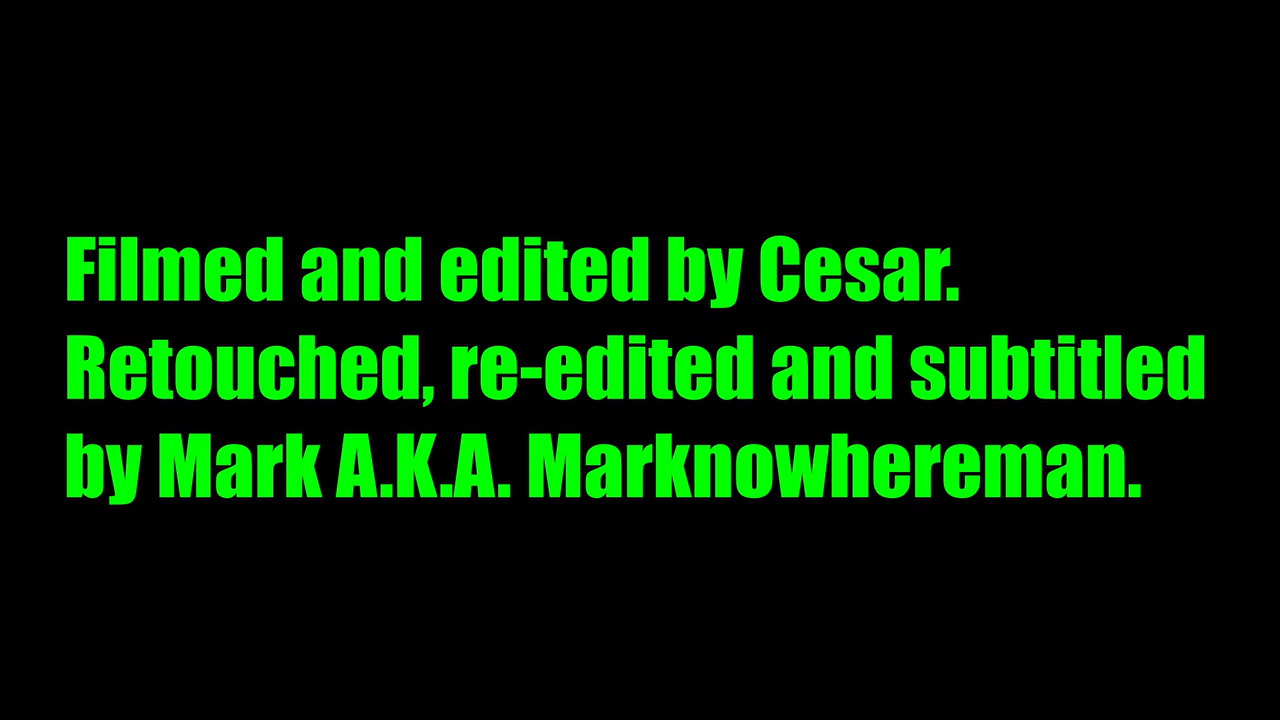 Filmed and edited by Cesar.
Retouched, re-edited and subtitled
by Mark A.K.A. Marknowhereman.